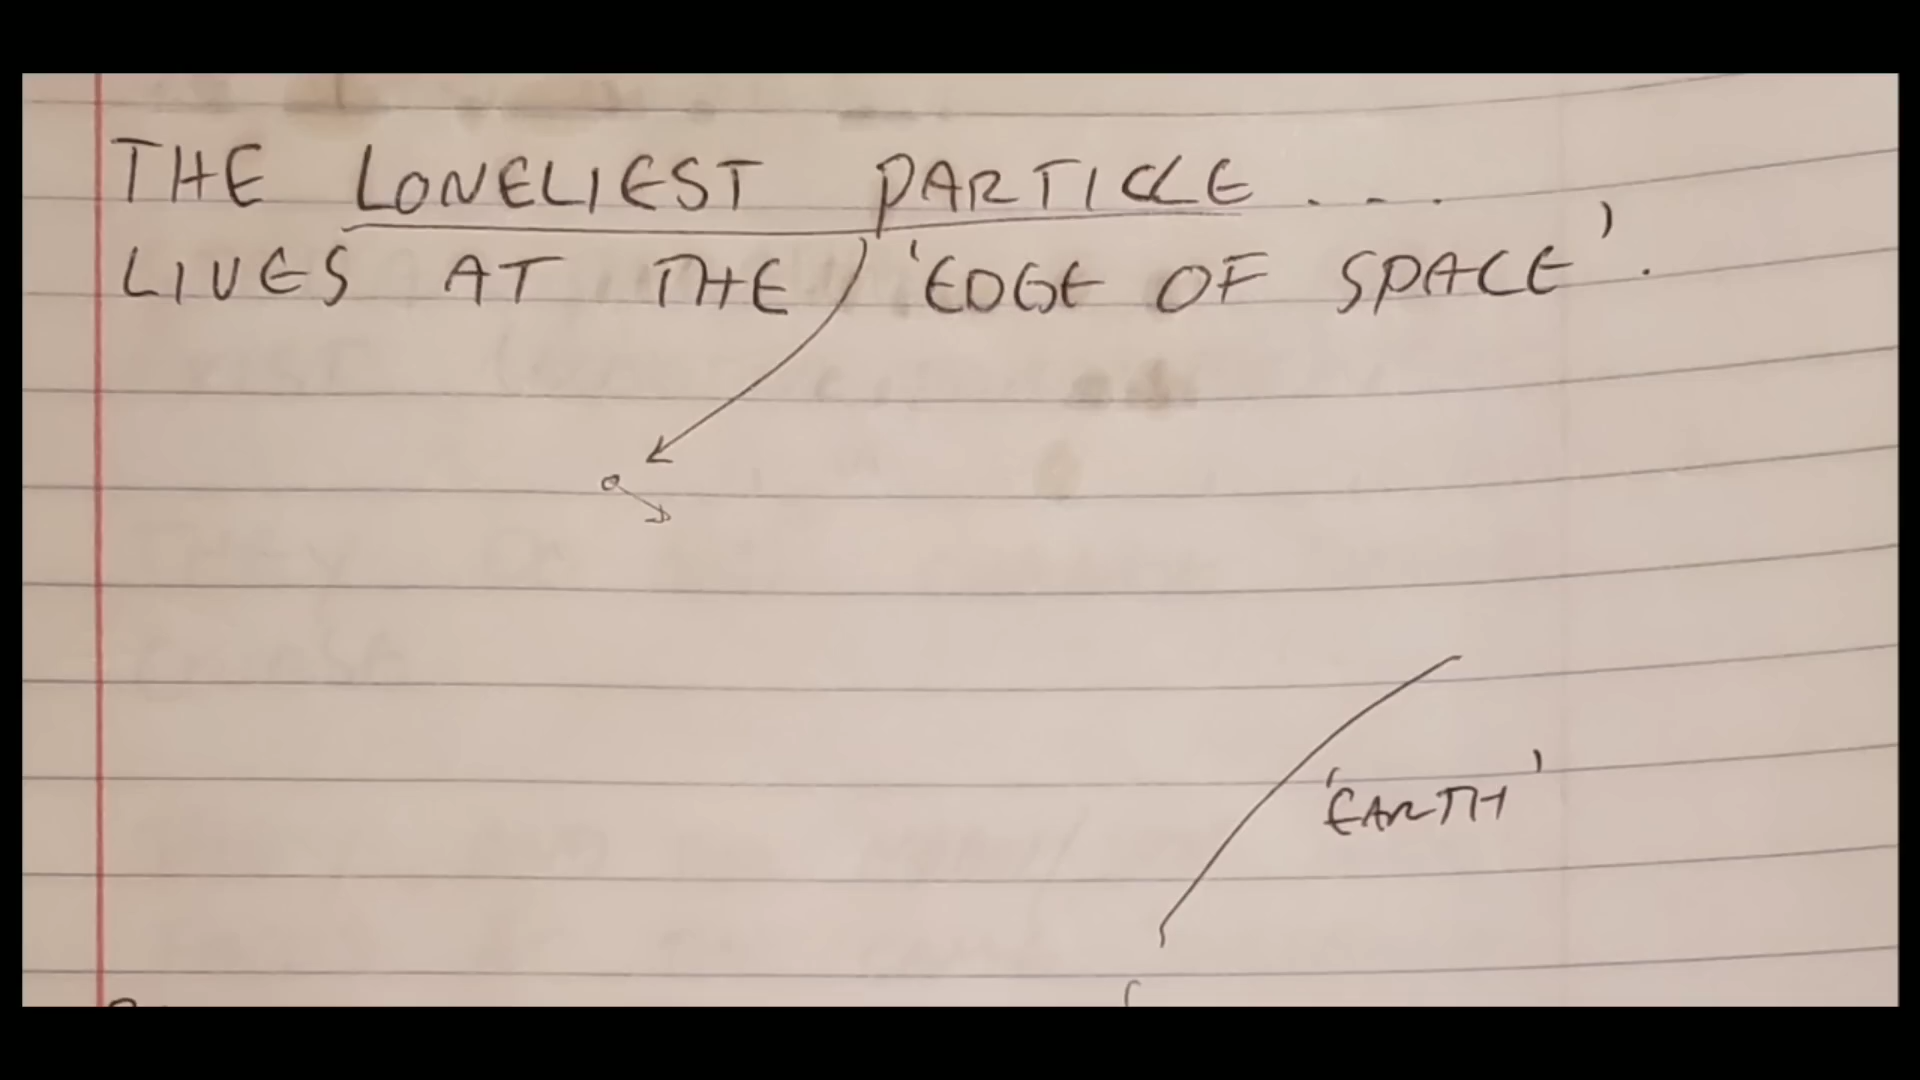 THE LONELIEST PARTICLE ...
LIVES AT THE 'EDGE OF SPACE'.
'EARTH'